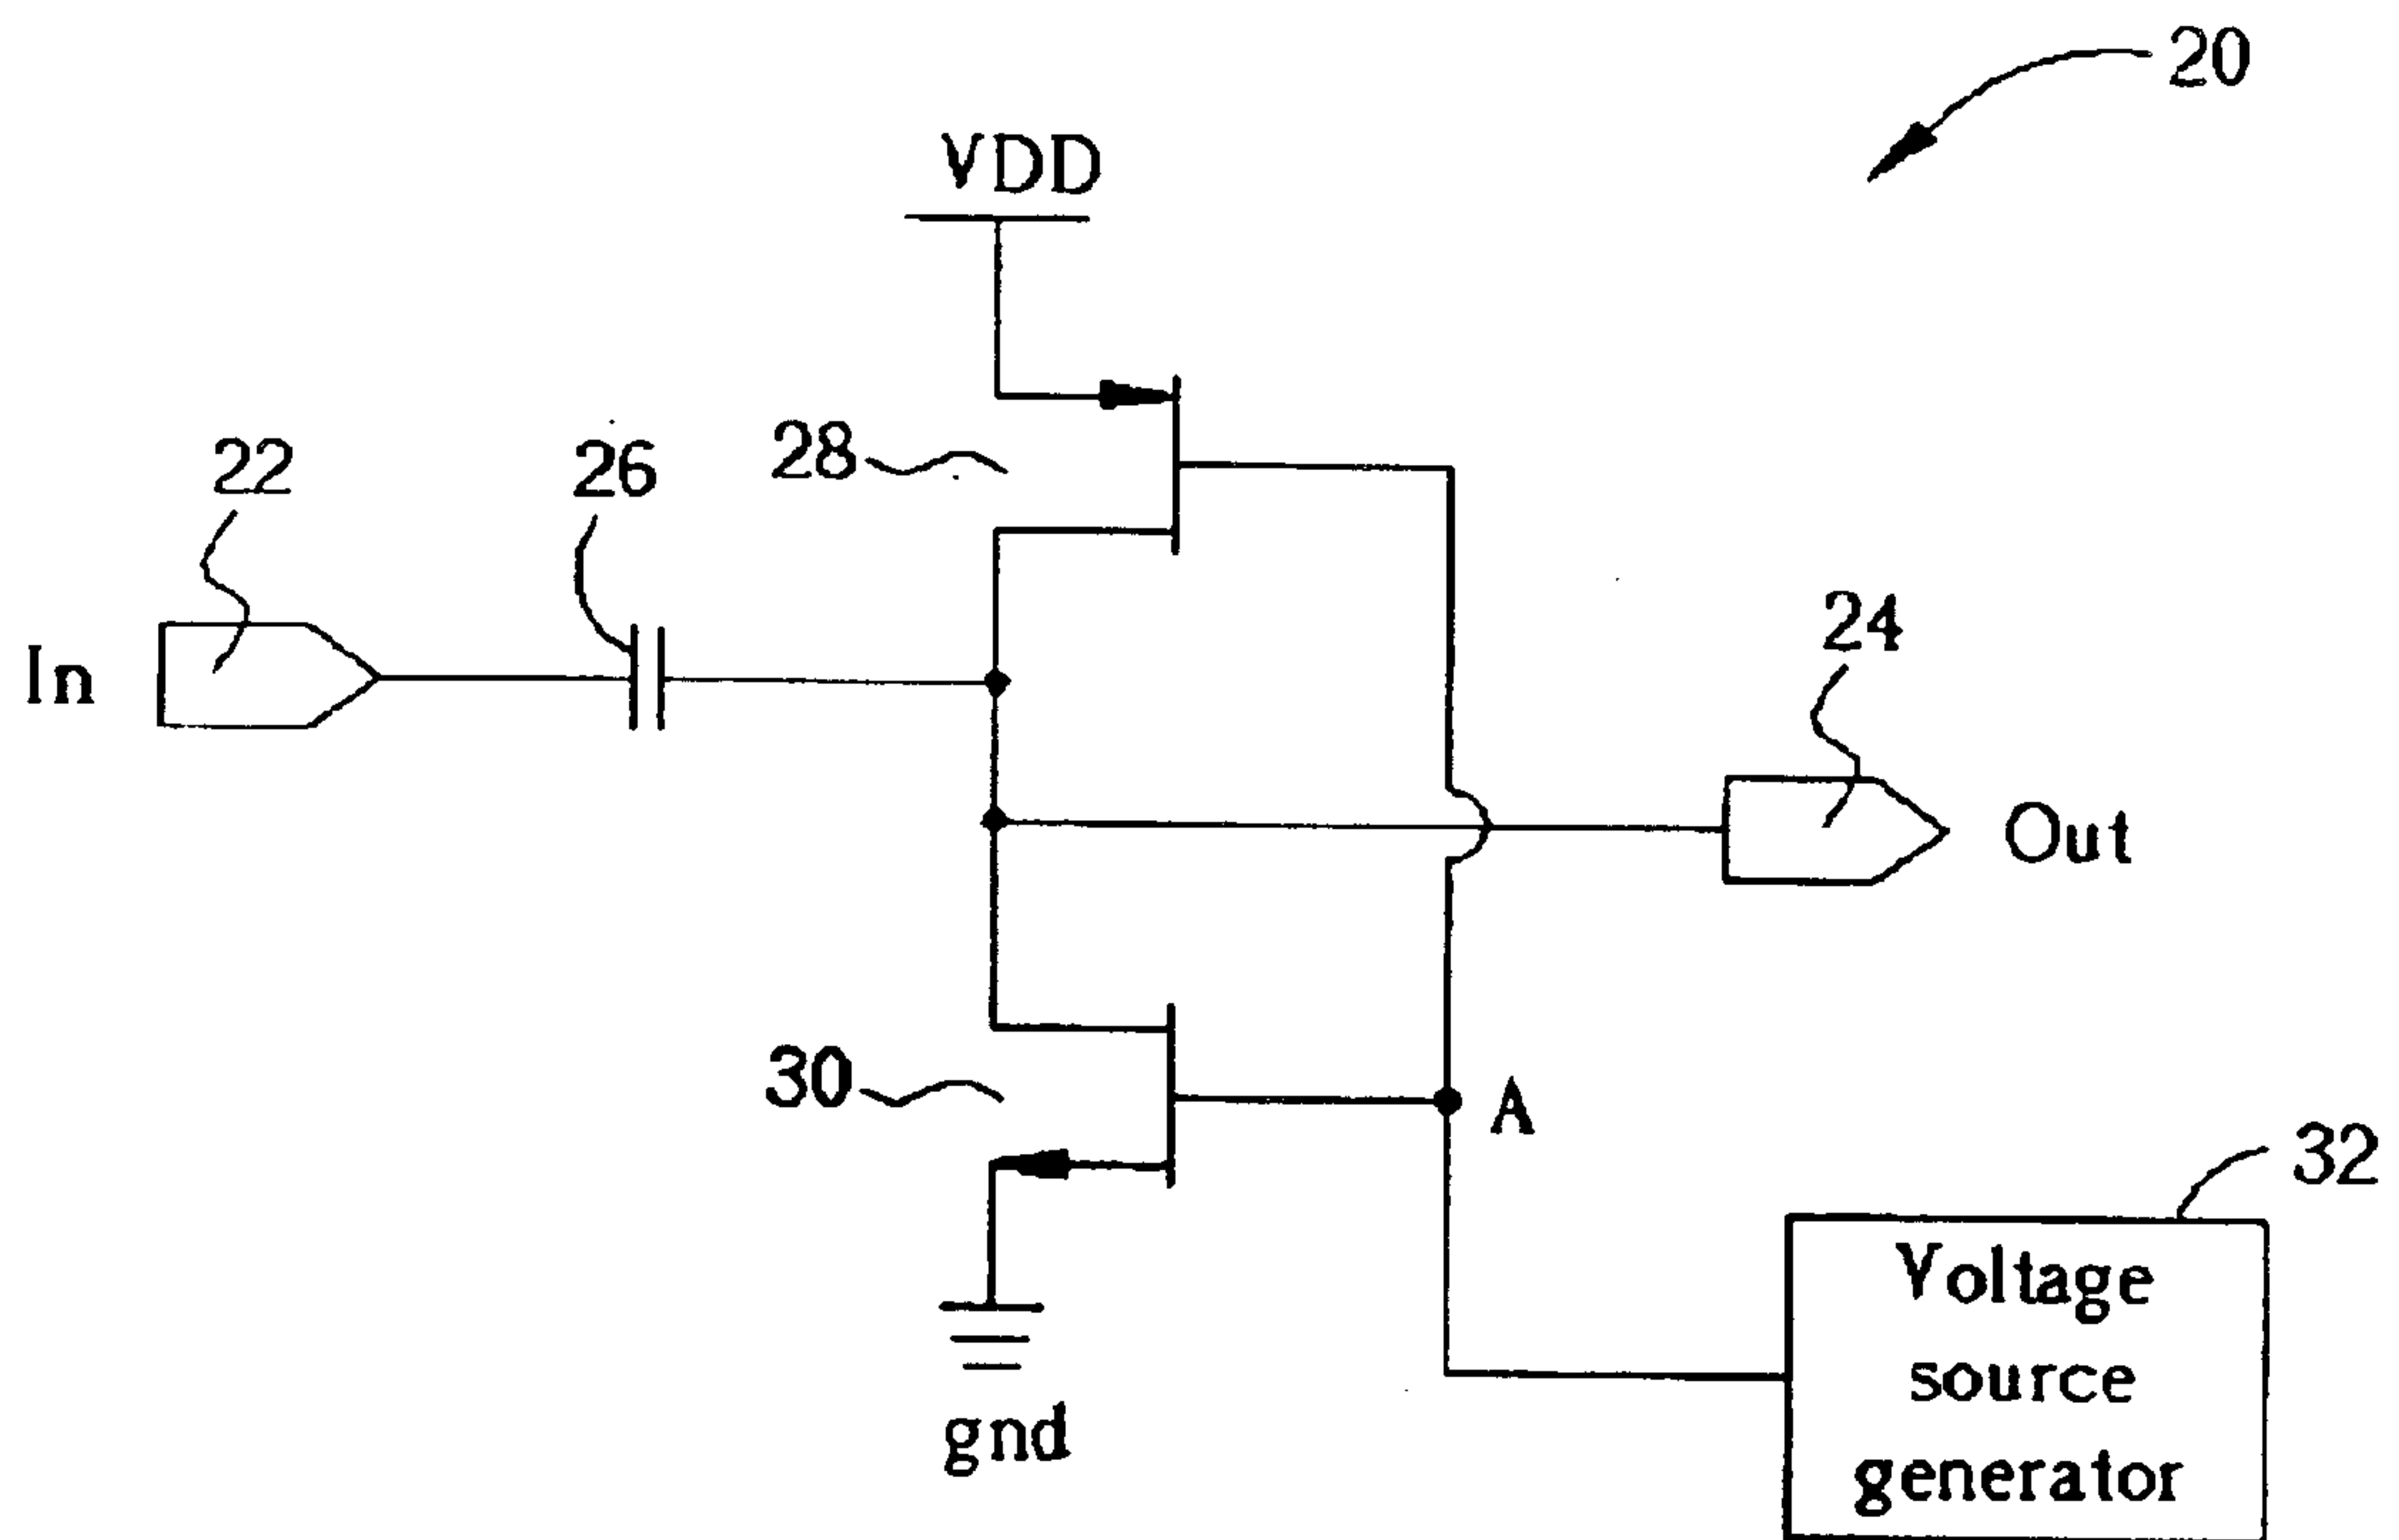 20
VDD
28
22
26
24
In
Out
30
A
32
Voltage
source
generator
gnd